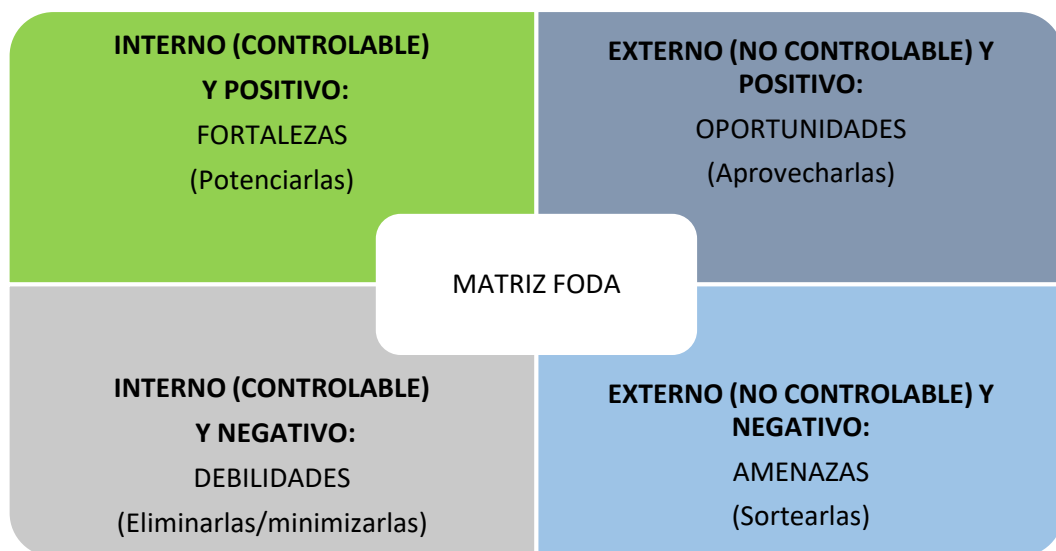 INTERNO (CONTROLABLE)
Y POSITIVO:
FORTALEZAS
(Potenciarlas)
EXTERNO (NO CONTROLABLE) Y
POSITIVO:
OPORTUNIDADES
(Aprovecharlas)
MATRIZ FODA
INTERNO (CONTROLABLE)
Y NEGATIVO:
DEBILIDADES
(Eliminarlas/minimizarlas)
EXTERNO (NO CONTROLABLE) Y
NEGATIVO:
AMENAZAS
(Sortearlas)